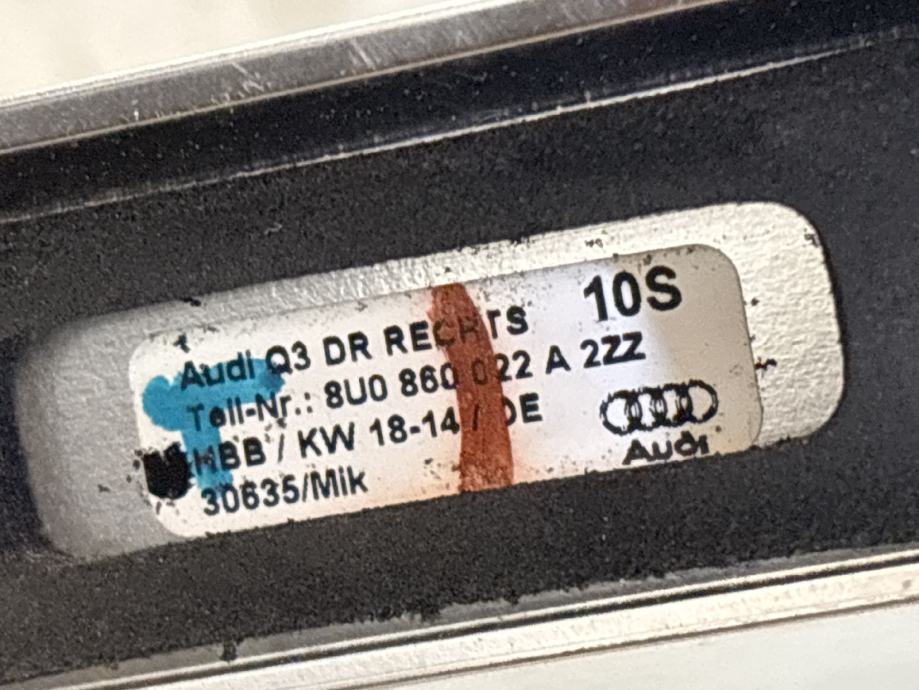 Audi Q3 DR RECHTS 10S
Teil-Nr.: 8U0 860 022 A 2ZZ
HBB / KW 18-14 / DE
30635/Mik
Audi